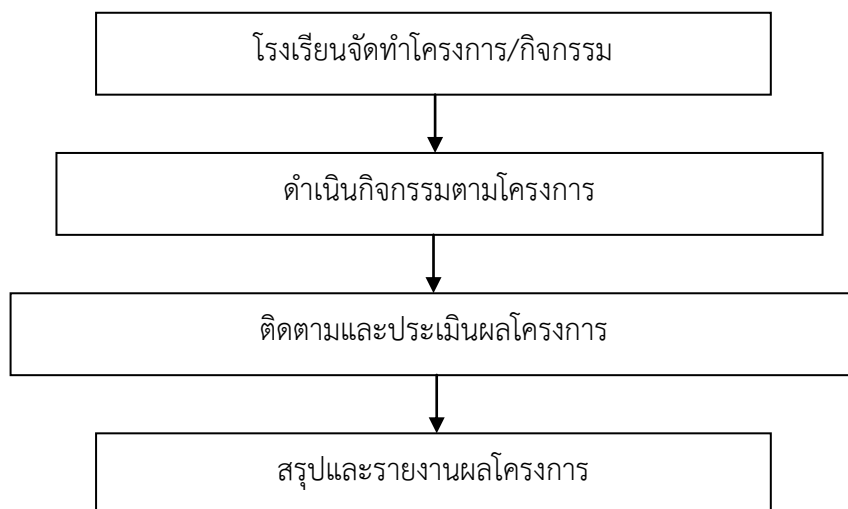 โรงเรียนจัดทำโครงการ/กิจกรรม
ดำเนินกิจกรรมตามโครงการ
ติดตามและประเมินผลโครงการ
สรุปและรายงานผลโครงการ